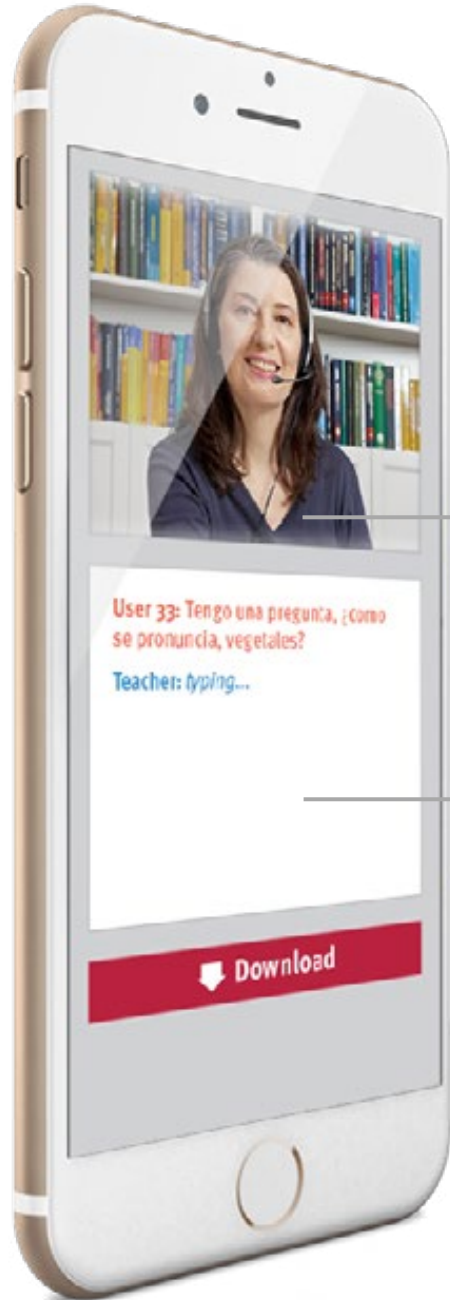 User 33: Tengo una pregunta, ¿como
se pronuncia, vegetales?
Teacher: typing...
Download